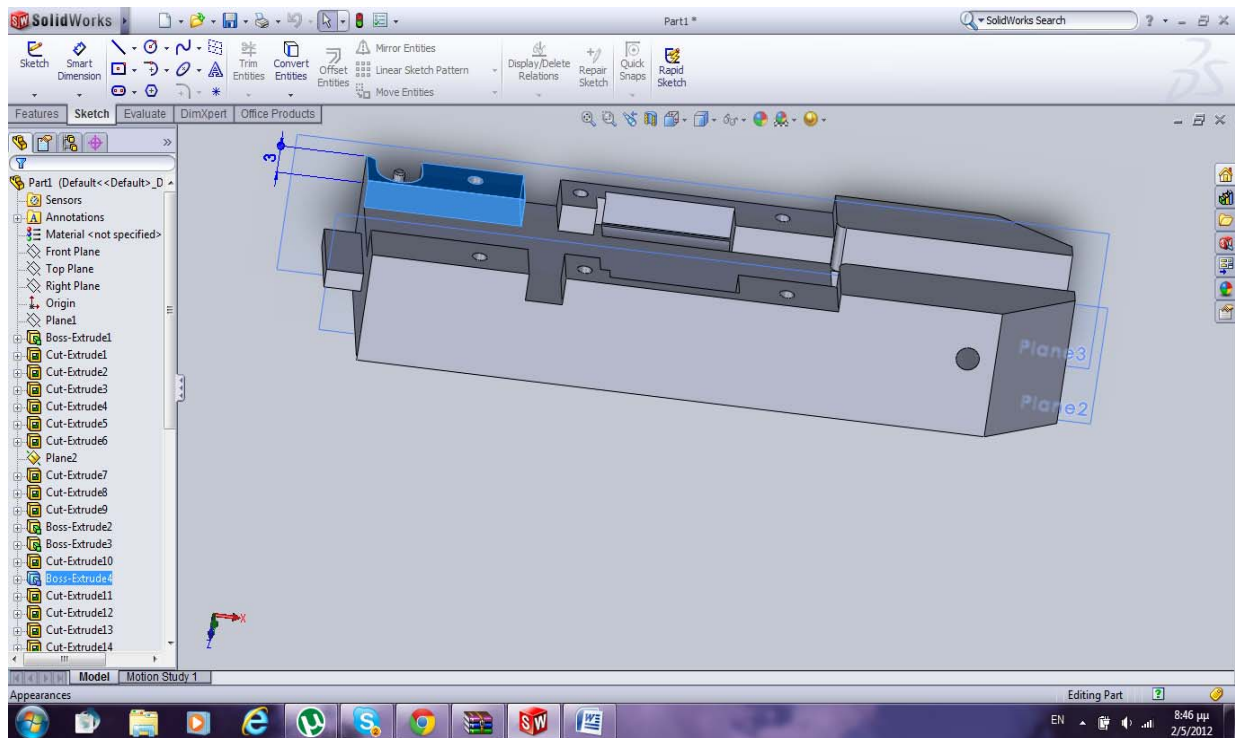 SolidWorks
Part1 *
SolidWorks Search
Sketch
Smart Dimension
Trim Entities
Convert Entities
Offset Entities
Mirror Entities
Linear Sketch Pattern
Move Entities
Display/Delete Relations
Repair Sketch
Quick Snaps
Rapid Sketch
Features
Sketch
Evaluate
DimXpert
Office Products
Part1 (Default<<Default>_D
Sensors
Annotations
Material <not specified>
Front Plane
Top Plane
Right Plane
Origin
Plane1
Boss-Extrude1
Cut-Extrude1
Cut-Extrude2
Cut-Extrude3
Cut-Extrude4
Cut-Extrude5
Cut-Extrude6
Plane2
Cut-Extrude7
Cut-Extrude8
Cut-Extrude9
Boss-Extrude2
Boss-Extrude3
Cut-Extrude10
Boss-Extrude4
Cut-Extrude11
Cut-Extrude12
Cut-Extrude13
Cut-Extrude14
3
Plane3
Plane2
X
Z
Model
Motion Study 1
Appearances
Editing Part
EN
8:46 μμ
2/5/2012